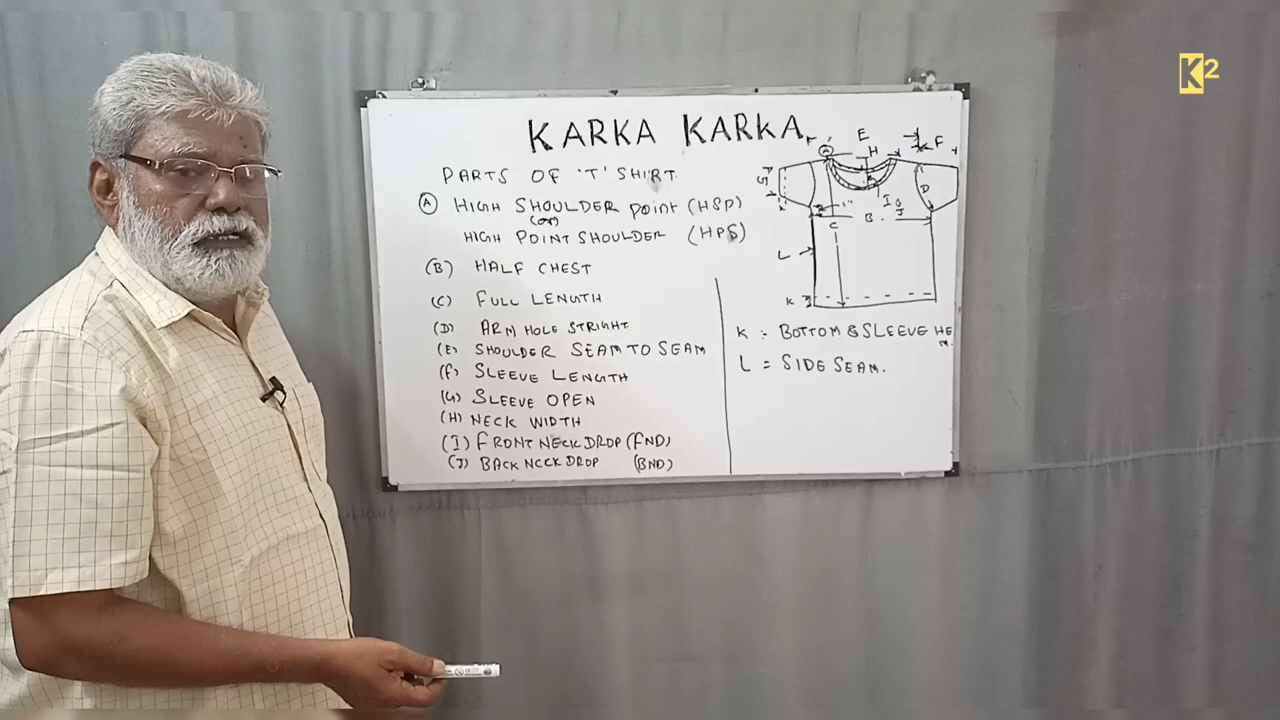 K2
KARKA KARKA
PARTS OF 'T' SHIRT
(A) HIGH SHOULDER POINT (HSP)
(OR)
HIGH POINT SHOULDER (HPS)
(B) HALF CHEST
(C) FULL LENGTH
(D) ARM HOLE STRIGHT
(E) SHOULDER SEAM TO SEAM
(F) SLEEVE LENGTH
(G) SLEEVE OPEN
(H) NECK WIDTH
(I) FRONT NECK DROP (FND)
(J) BACK NECK DROP (BND)
E
F
A
H
G
D
I
J
1"
B
C
L
K
K = BOTTOM & SLEEVE HE
M.
L = SIDE SEAM.